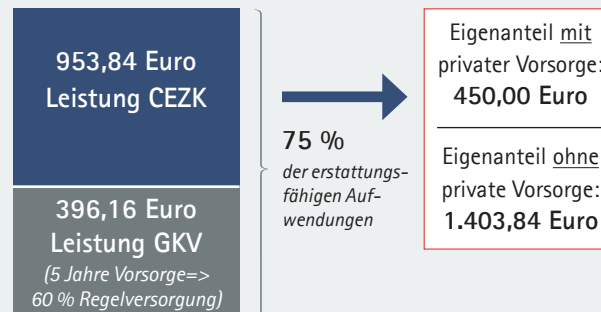 953,84 Euro
Leistung CEZK
396,16 Euro
Leistung GKV
(5 Jahre Vorsorge=>
60 % Regelversorgung)
75 %
der erstattungs-
fähigen Auf-
wendungen
Eigenanteil mit
privater Vorsorge:
450,00 Euro
Eigenanteil ohne
private Vorsorge:
1.403,84 Euro